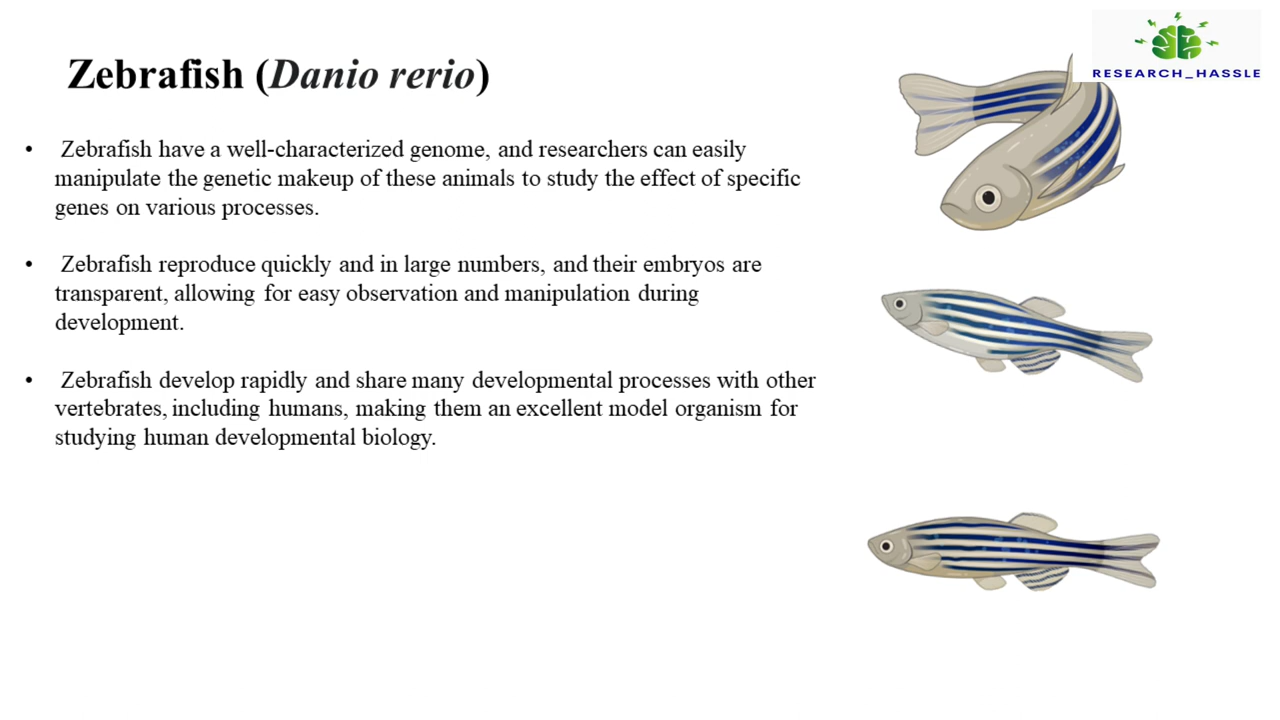 RESEARCH_HASSLE
Zebrafish (Danio rerio)
• Zebrafish have a well-characterized genome, and researchers can easily
manipulate the genetic makeup of these animals to study the effect of specific
genes on various processes.
• Zebrafish reproduce quickly and in large numbers, and their embryos are
transparent, allowing for easy observation and manipulation during
development.
• Zebrafish develop rapidly and share many developmental processes with other
vertebrates, including humans, making them an excellent model organism for
studying human developmental biology.